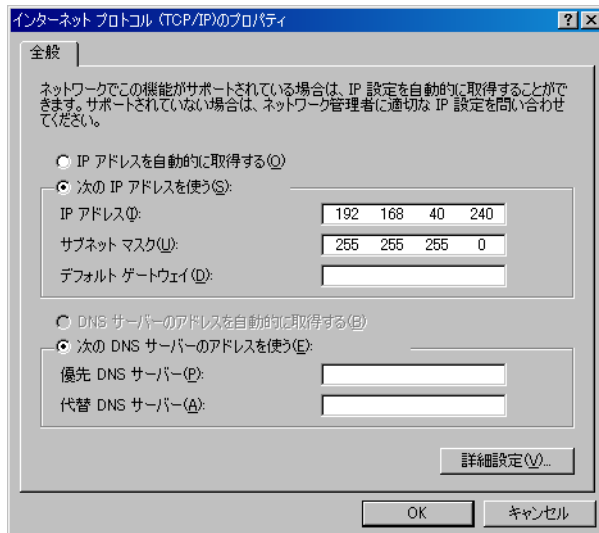 インターネット プロトコル (TCP/IP)のプロパティ
全般
ネットワークでこの機能がサポートされている場合は、IP 設定を自動的に取得することがで
きます。サポートされていない場合は、ネットワーク管理者に適切な IP 設定を問い合わせ
てください。
IP アドレスを自動的に取得する(O)
次の IP アドレスを使う(S):
IP アドレス(I): 192 168 40 240
サブネット マスク(U): 255 255 255 0
デフォルト ゲートウェイ(D):
DNS サーバーのアドレスを自動的に取得する(B)
次の DNS サーバーのアドレスを使う(E):
優先 DNS サーバー(P):
代替 DNS サーバー(A):
詳細設定(V)...
OK キャンセル